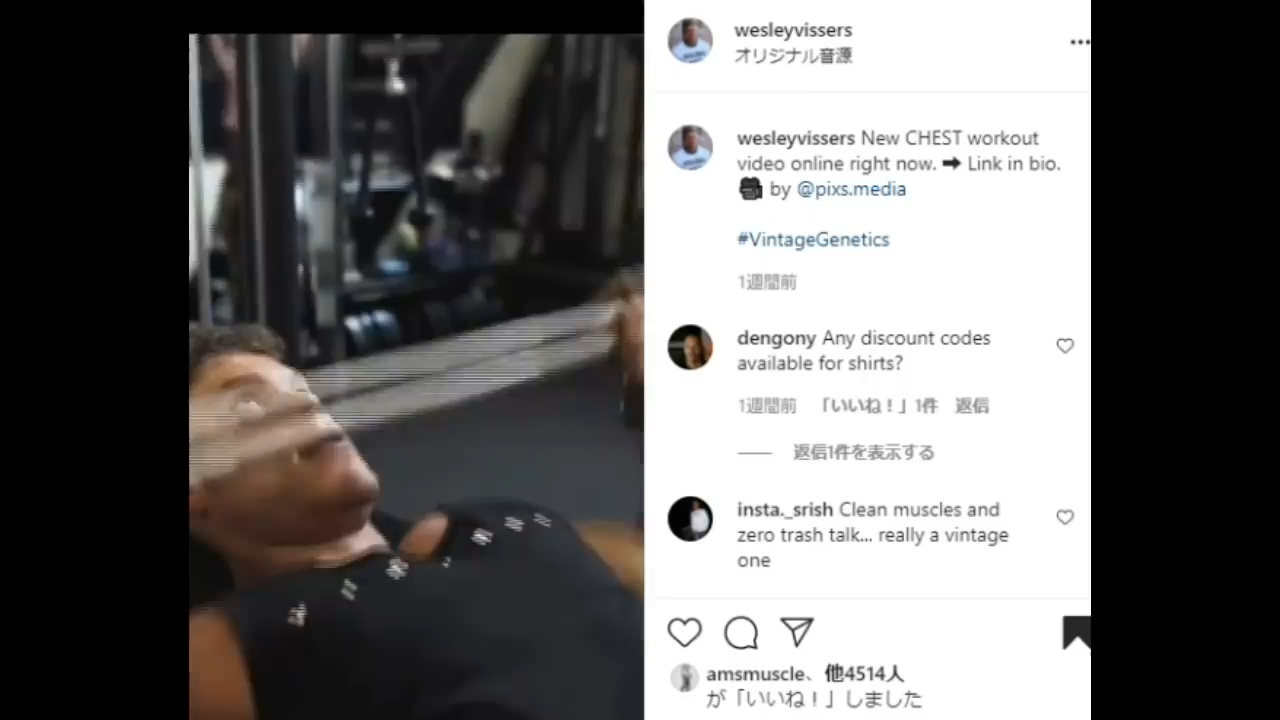 wesleyvissers
オリジナル音源
wesleyvissers New CHEST workout
video online right now. ➡ Link in bio.
🎥 by @pixs.media
#VintageGenetics
1週間前
dengony Any discount codes
available for shirts?
1週間前 「いいね！」1件 返信
返信1件を表示する
insta._srish Clean muscles and
zero trash talk... really a vintage
one
amsmuscle、他4514人
が「いいね！」しました